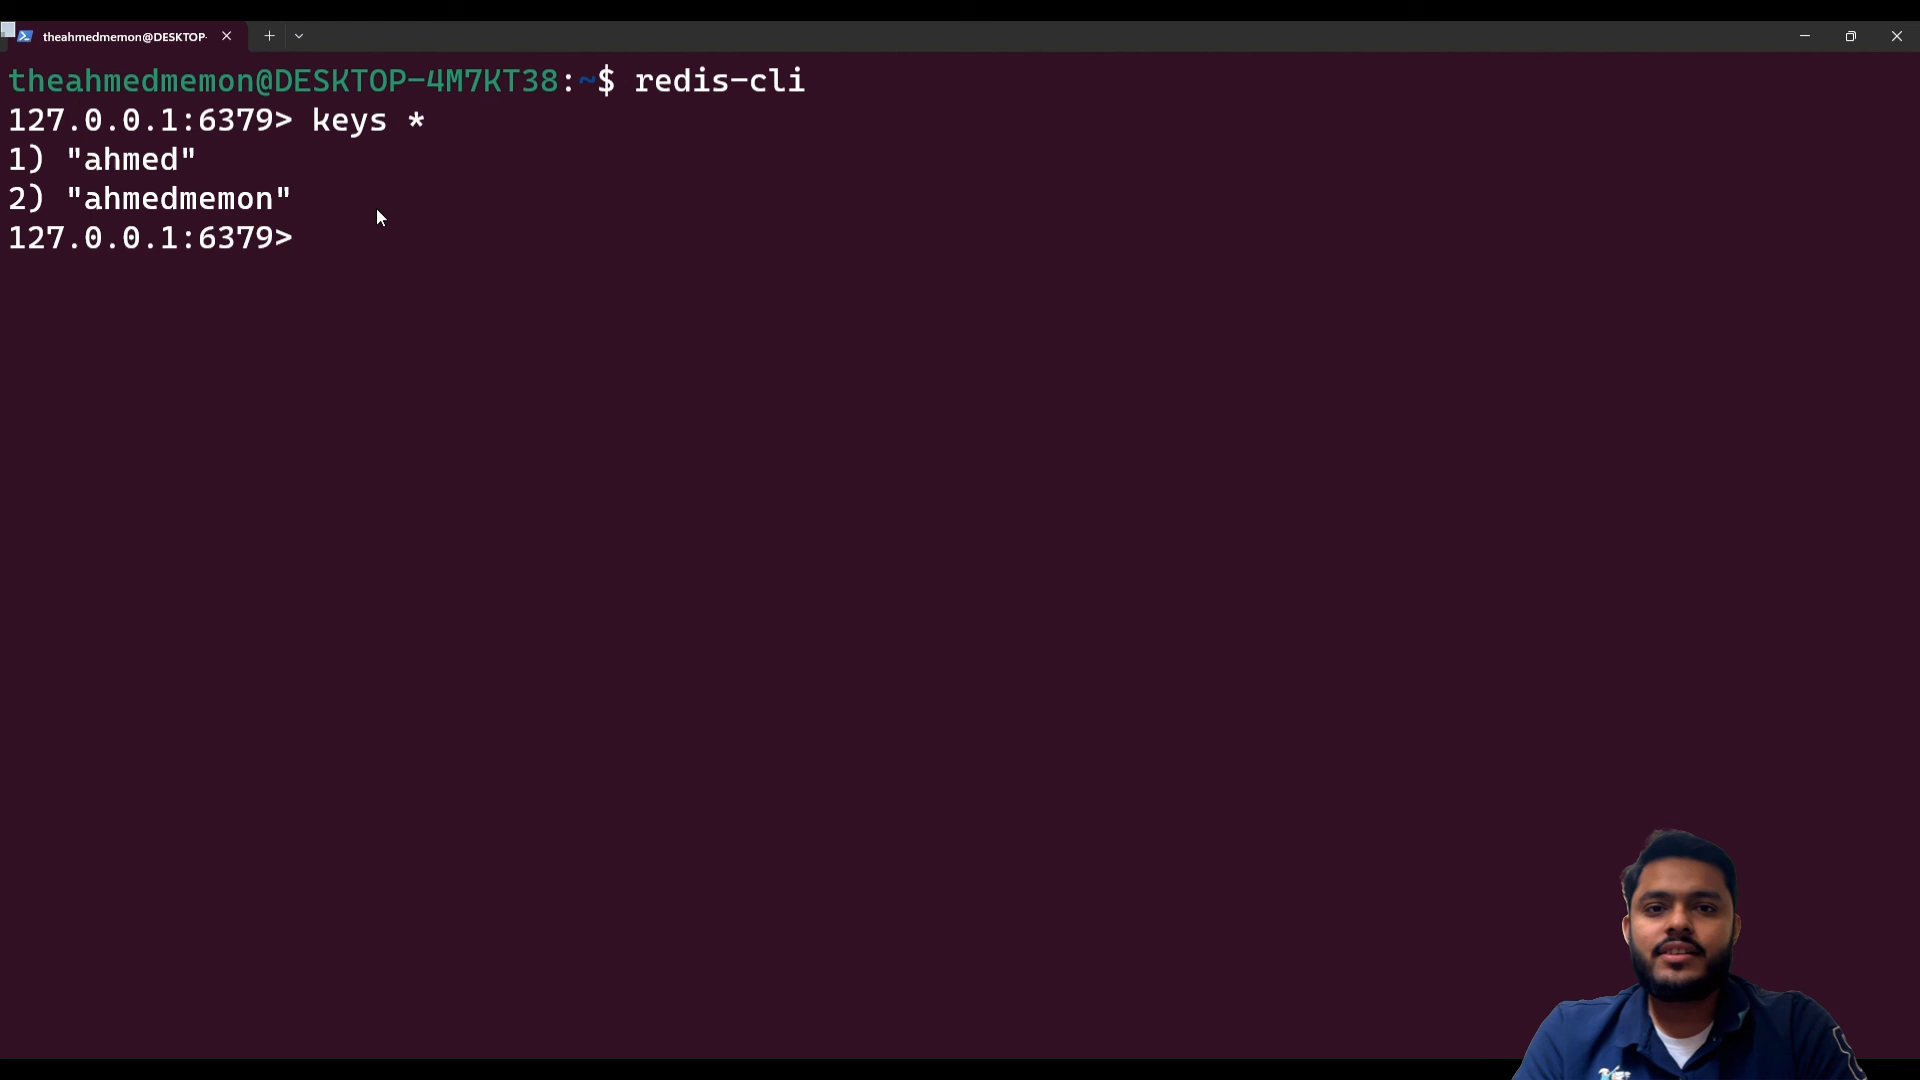 theahmedmemon@DESKTOP-
theahmedmemon@DESKTOP-4M7KT38:~$ redis-cli
127.0.0.1:6379> keys *
1) "ahmed"
2) "ahmedmemon"
127.0.0.1:6379>